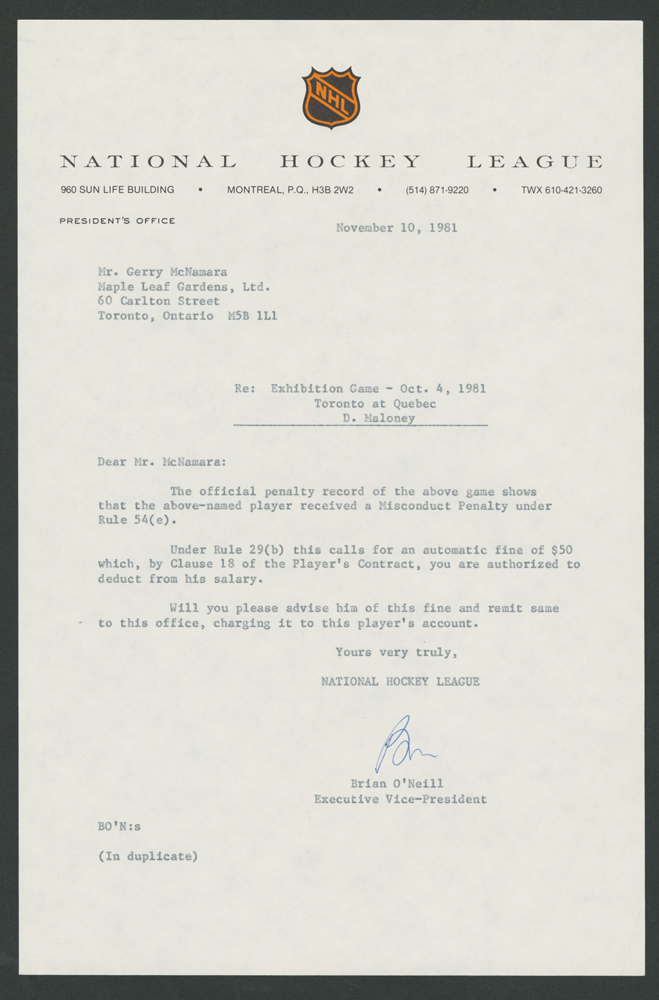 NHL
NATIONAL HOCKEY LEAGUE
960 SUN LIFE BUILDING • MONTREAL, P.Q., H3B 2W2 • (514) 871-9220 • TWX 610-421-3260
PRESIDENT'S OFFICE
November 10, 1981
Mr. Gerry McNamara
Maple Leaf Gardens, Ltd.
60 Carlton Street
Toronto, Ontario M5B 1L1
Re: Exhibition Game - Oct. 4, 1981
Toronto at Quebec
D. Maloney
Dear Mr. McNamara:
The official penalty record of the above game shows
that the above-named player received a Misconduct Penalty under
Rule 54(e).
Under Rule 29(b) this calls for an automatic fine of $50
which, by Clause 18 of the Player's Contract, you are authorized to
deduct from his salary.
Will you please advise him of this fine and remit same
to this office, charging it to this player's account.
Yours very truly,
NATIONAL HOCKEY LEAGUE
Brian O'Neill
Executive Vice-President
BO'N:s
(In duplicate)